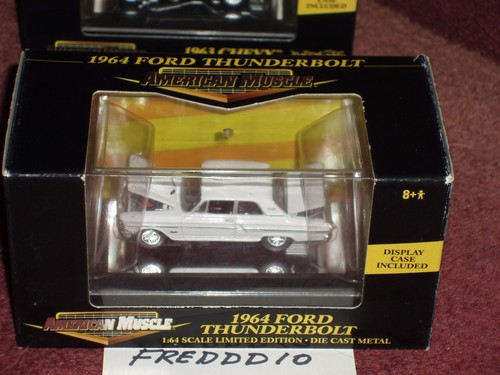 CASE
INCLUDED
1963 CHEVY
1964 FORD THUNDERBOLT
AMERICAN MUSCLE
8+
DISPLAY
CASE
INCLUDED
AMERICAN MUSCLE
1964 FORD
THUNDERBOLT
1:64 SCALE LIMITED EDITION • DIE CAST METAL
FREDDD10